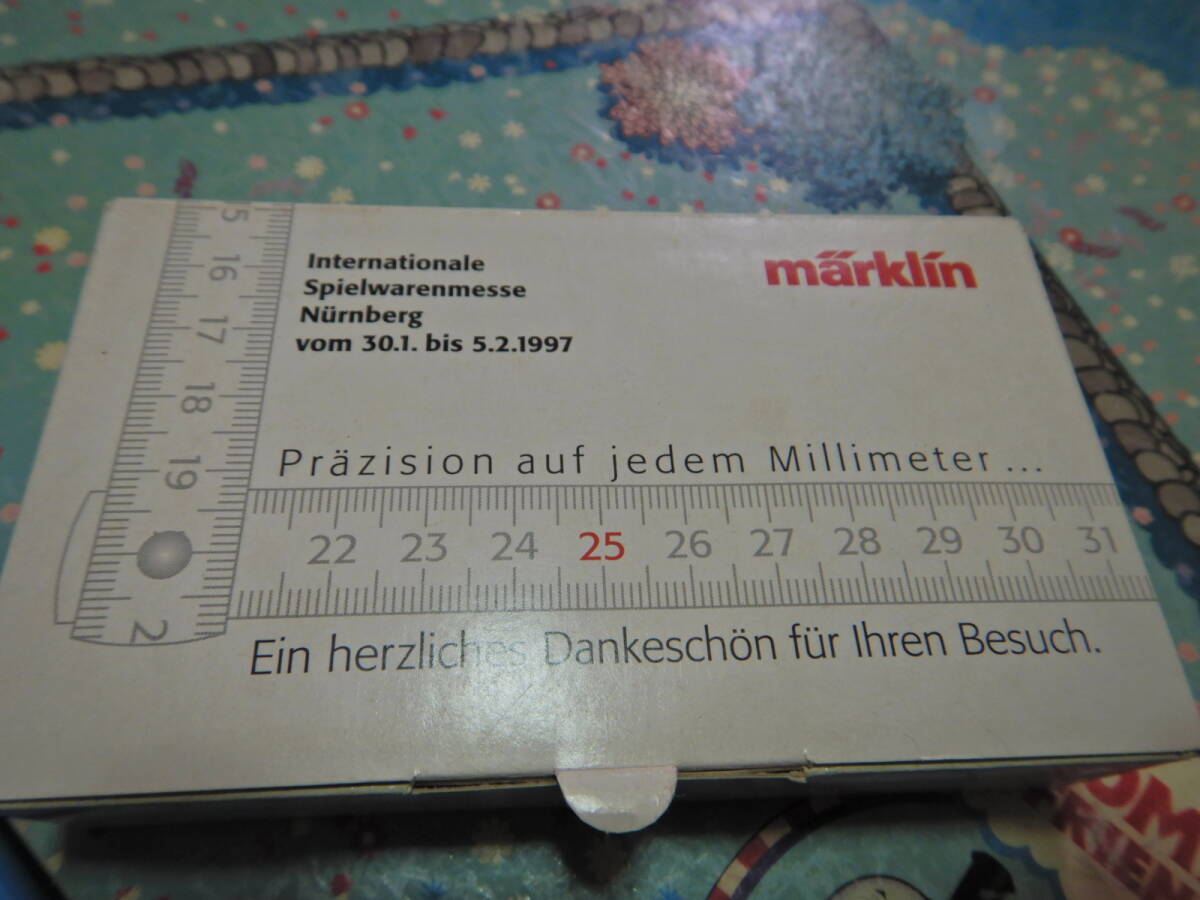 Internationale
Spielwarenmesse
Nürnberg
vom 30.1. bis 5.2.1997
märklin
5
16
17
18
19
2
Präzision auf jedem Millimeter ...
22 23 24 25 26 27 28 29 30 31
Ein herzliches Dankeschön für Ihren Besuch.